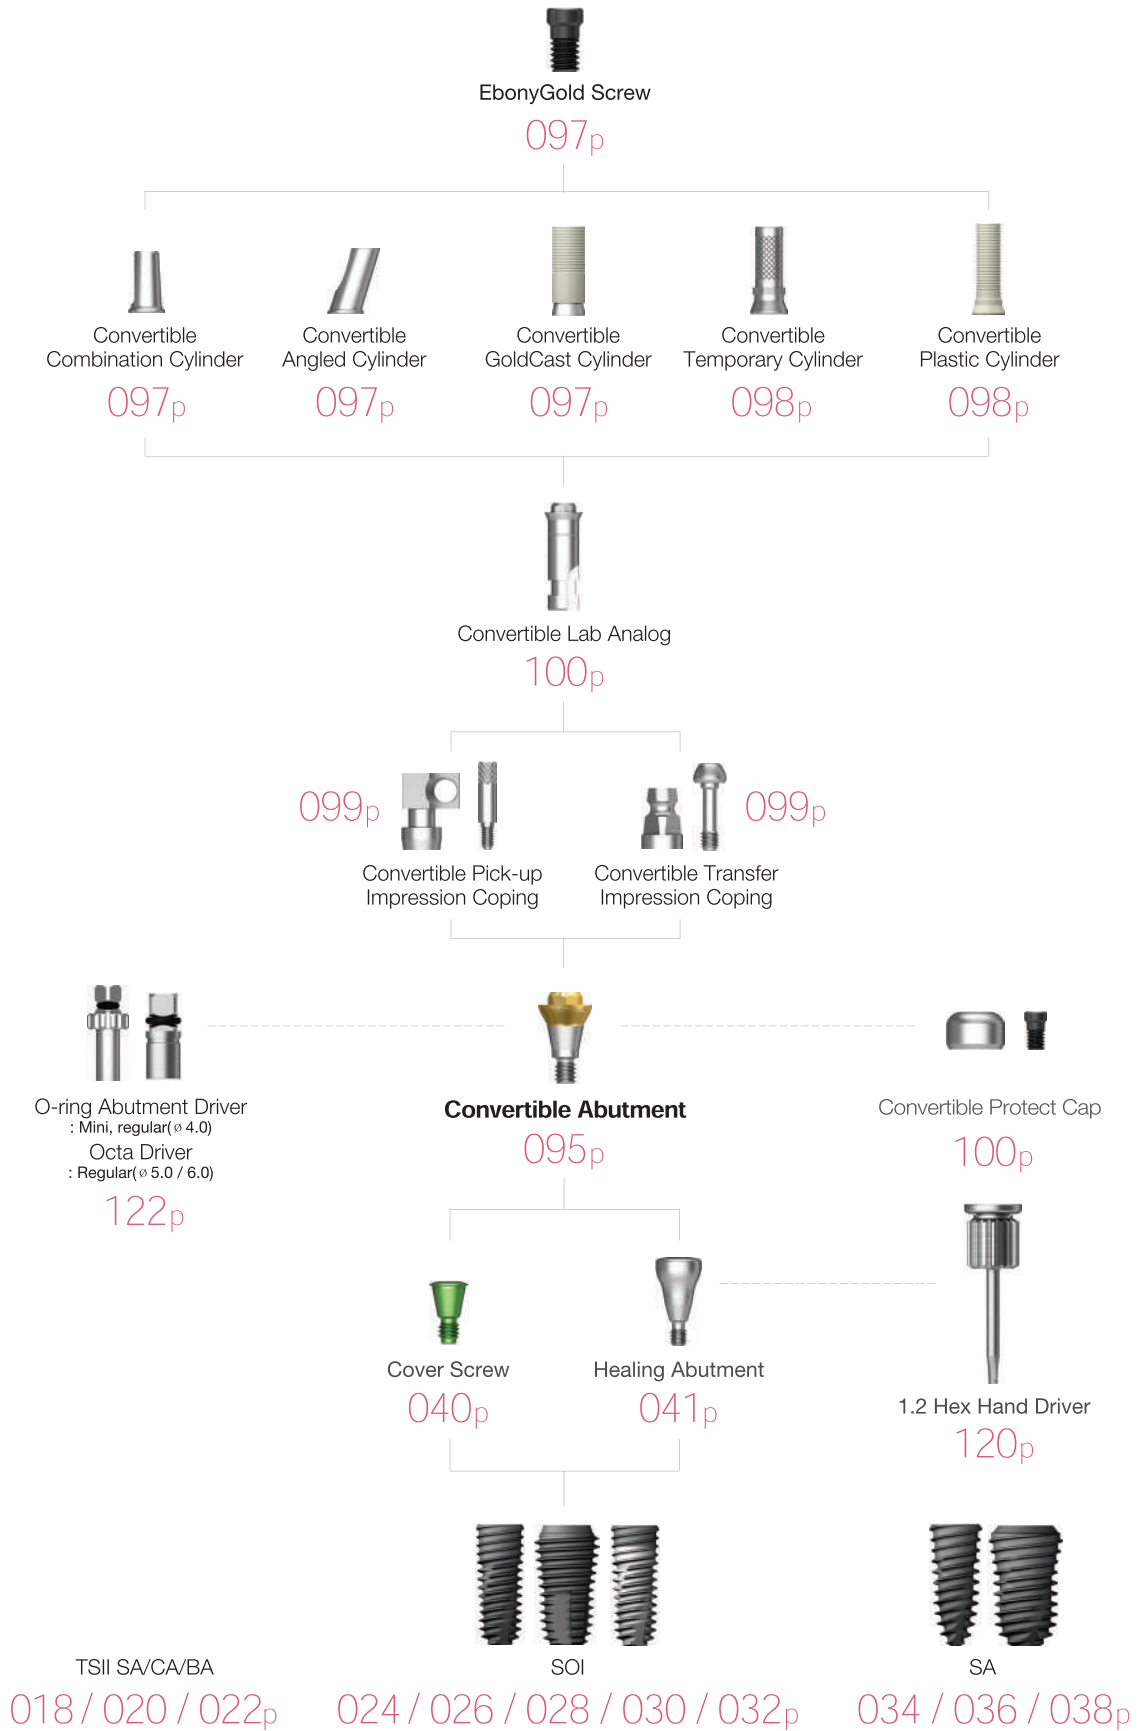 EbonyGold Screw
097p
Convertible
Combination Cylinder
097p
Convertible
Angled Cylinder
097p
Convertible
GoldCast Cylinder
097p
Convertible
Temporary Cylinder
098p
Convertible
Plastic Cylinder
098p
Convertible Lab Analog
100p
099p
Convertible Pick-up
Impression Coping
099p
Convertible Transfer
Impression Coping
O-ring Abutment Driver
: Mini, regular(ø 4.0)
Octa Driver
: Regular(ø 5.0 / 6.0)
122p
Convertible Abutment
095p
Convertible Protect Cap
100p
Cover Screw
040p
Healing Abutment
041p
1.2 Hex Hand Driver
120p
TSII SA/CA/BA
018 / 020 / 022p
SOI
024 / 026 / 028 / 030 / 032p
SA
034 / 036 / 038p